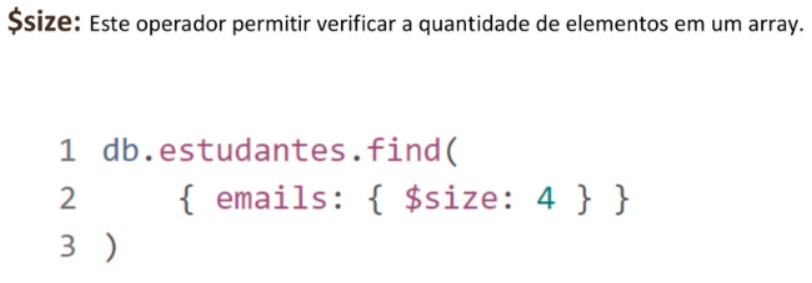 $size: Este operador permitir verificar a quantidade de elementos em um array.
1 db.estudantes.find(
2     { emails: { $size: 4 } }
3 )